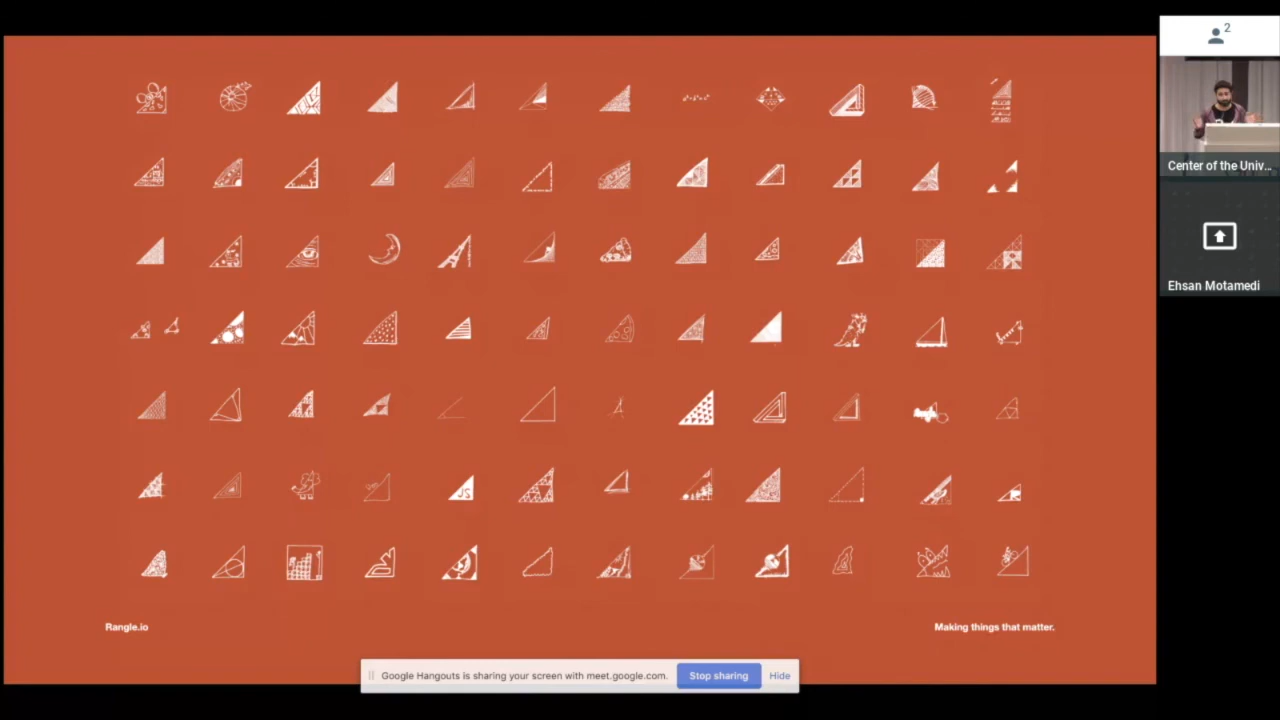 2
Center of the Univ...
Ehsan Motamedi
JS
Rangle.io
Making things that matter.
Google Hangouts is sharing your screen with meet.google.com.
Stop sharing
Hide